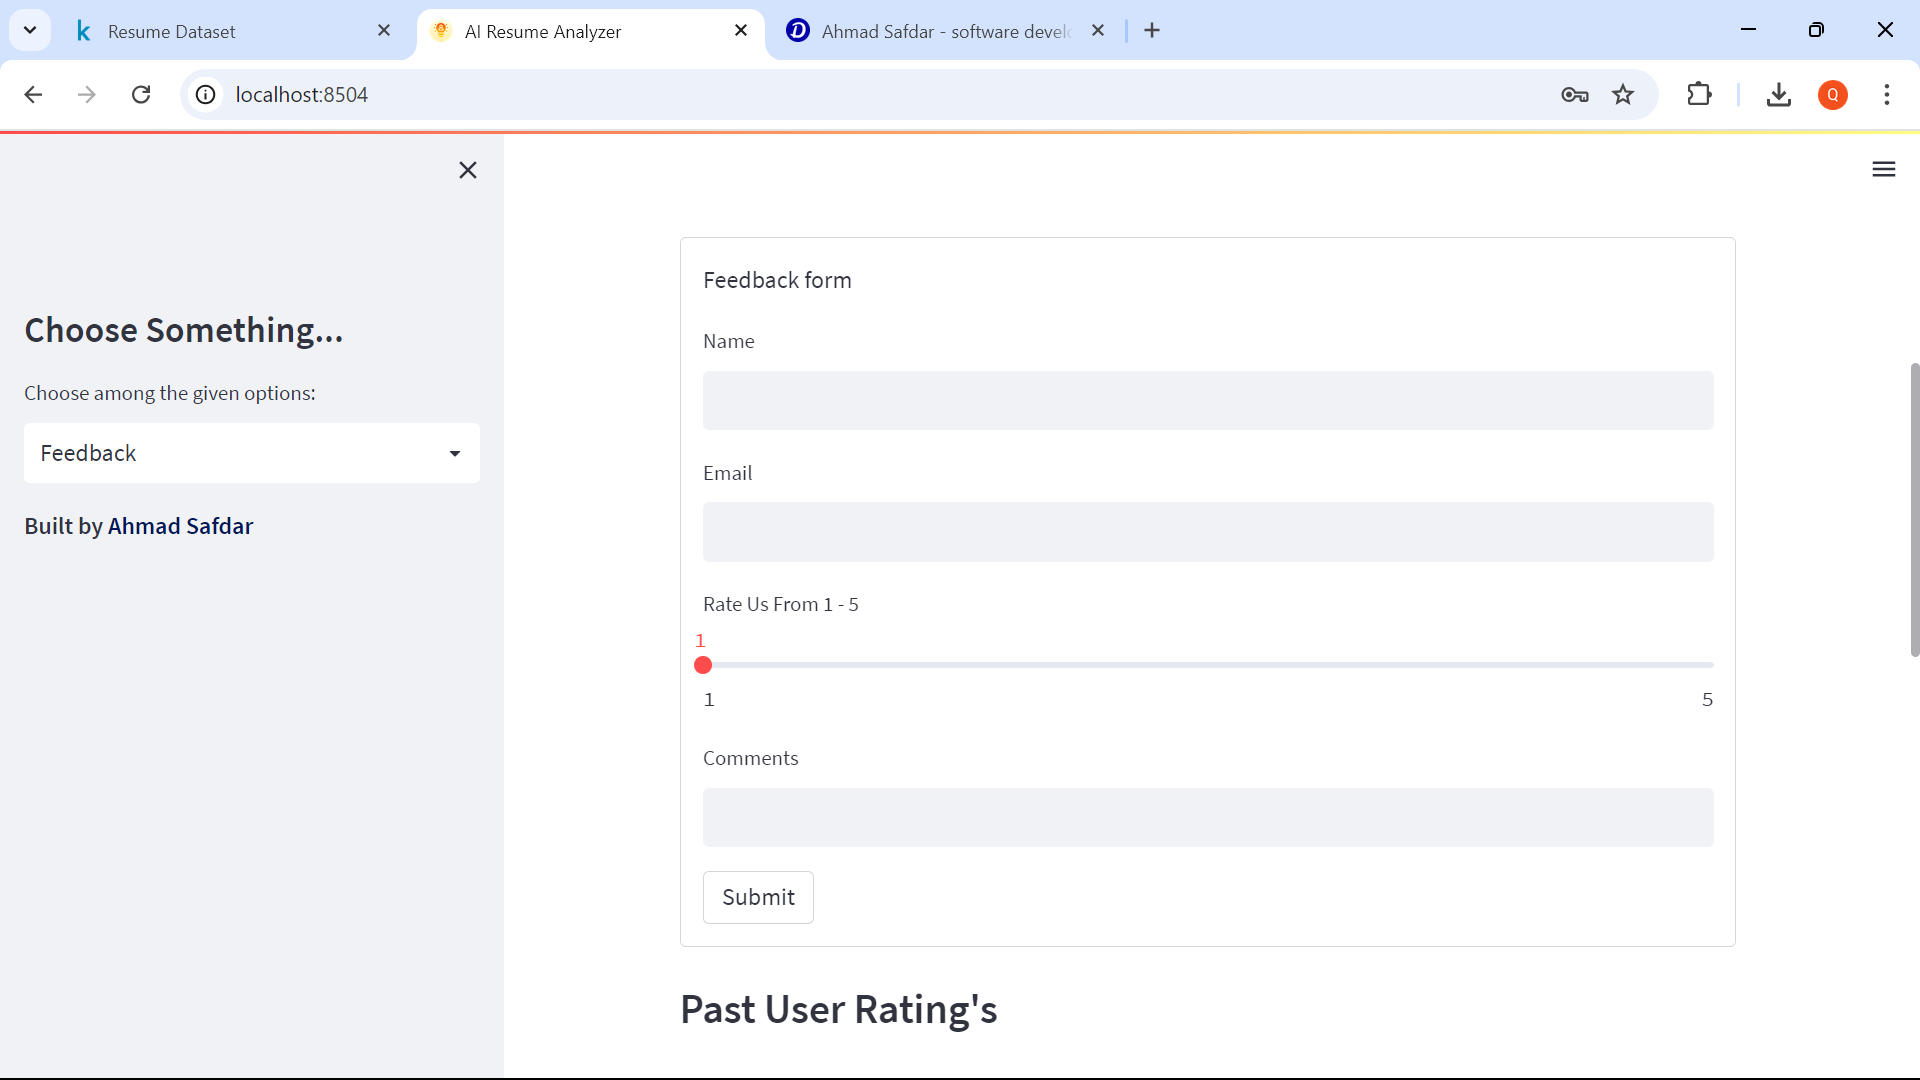 Resume Dataset
AI Resume Analyzer
Ahmad Safdar - software devel
localhost:8504
Q
Choose Something...
Choose among the given options:
Feedback
Built by Ahmad Safdar
Feedback form
Name
Email
Rate Us From 1 - 5
1
1 5
Comments
Submit
Past User Rating's